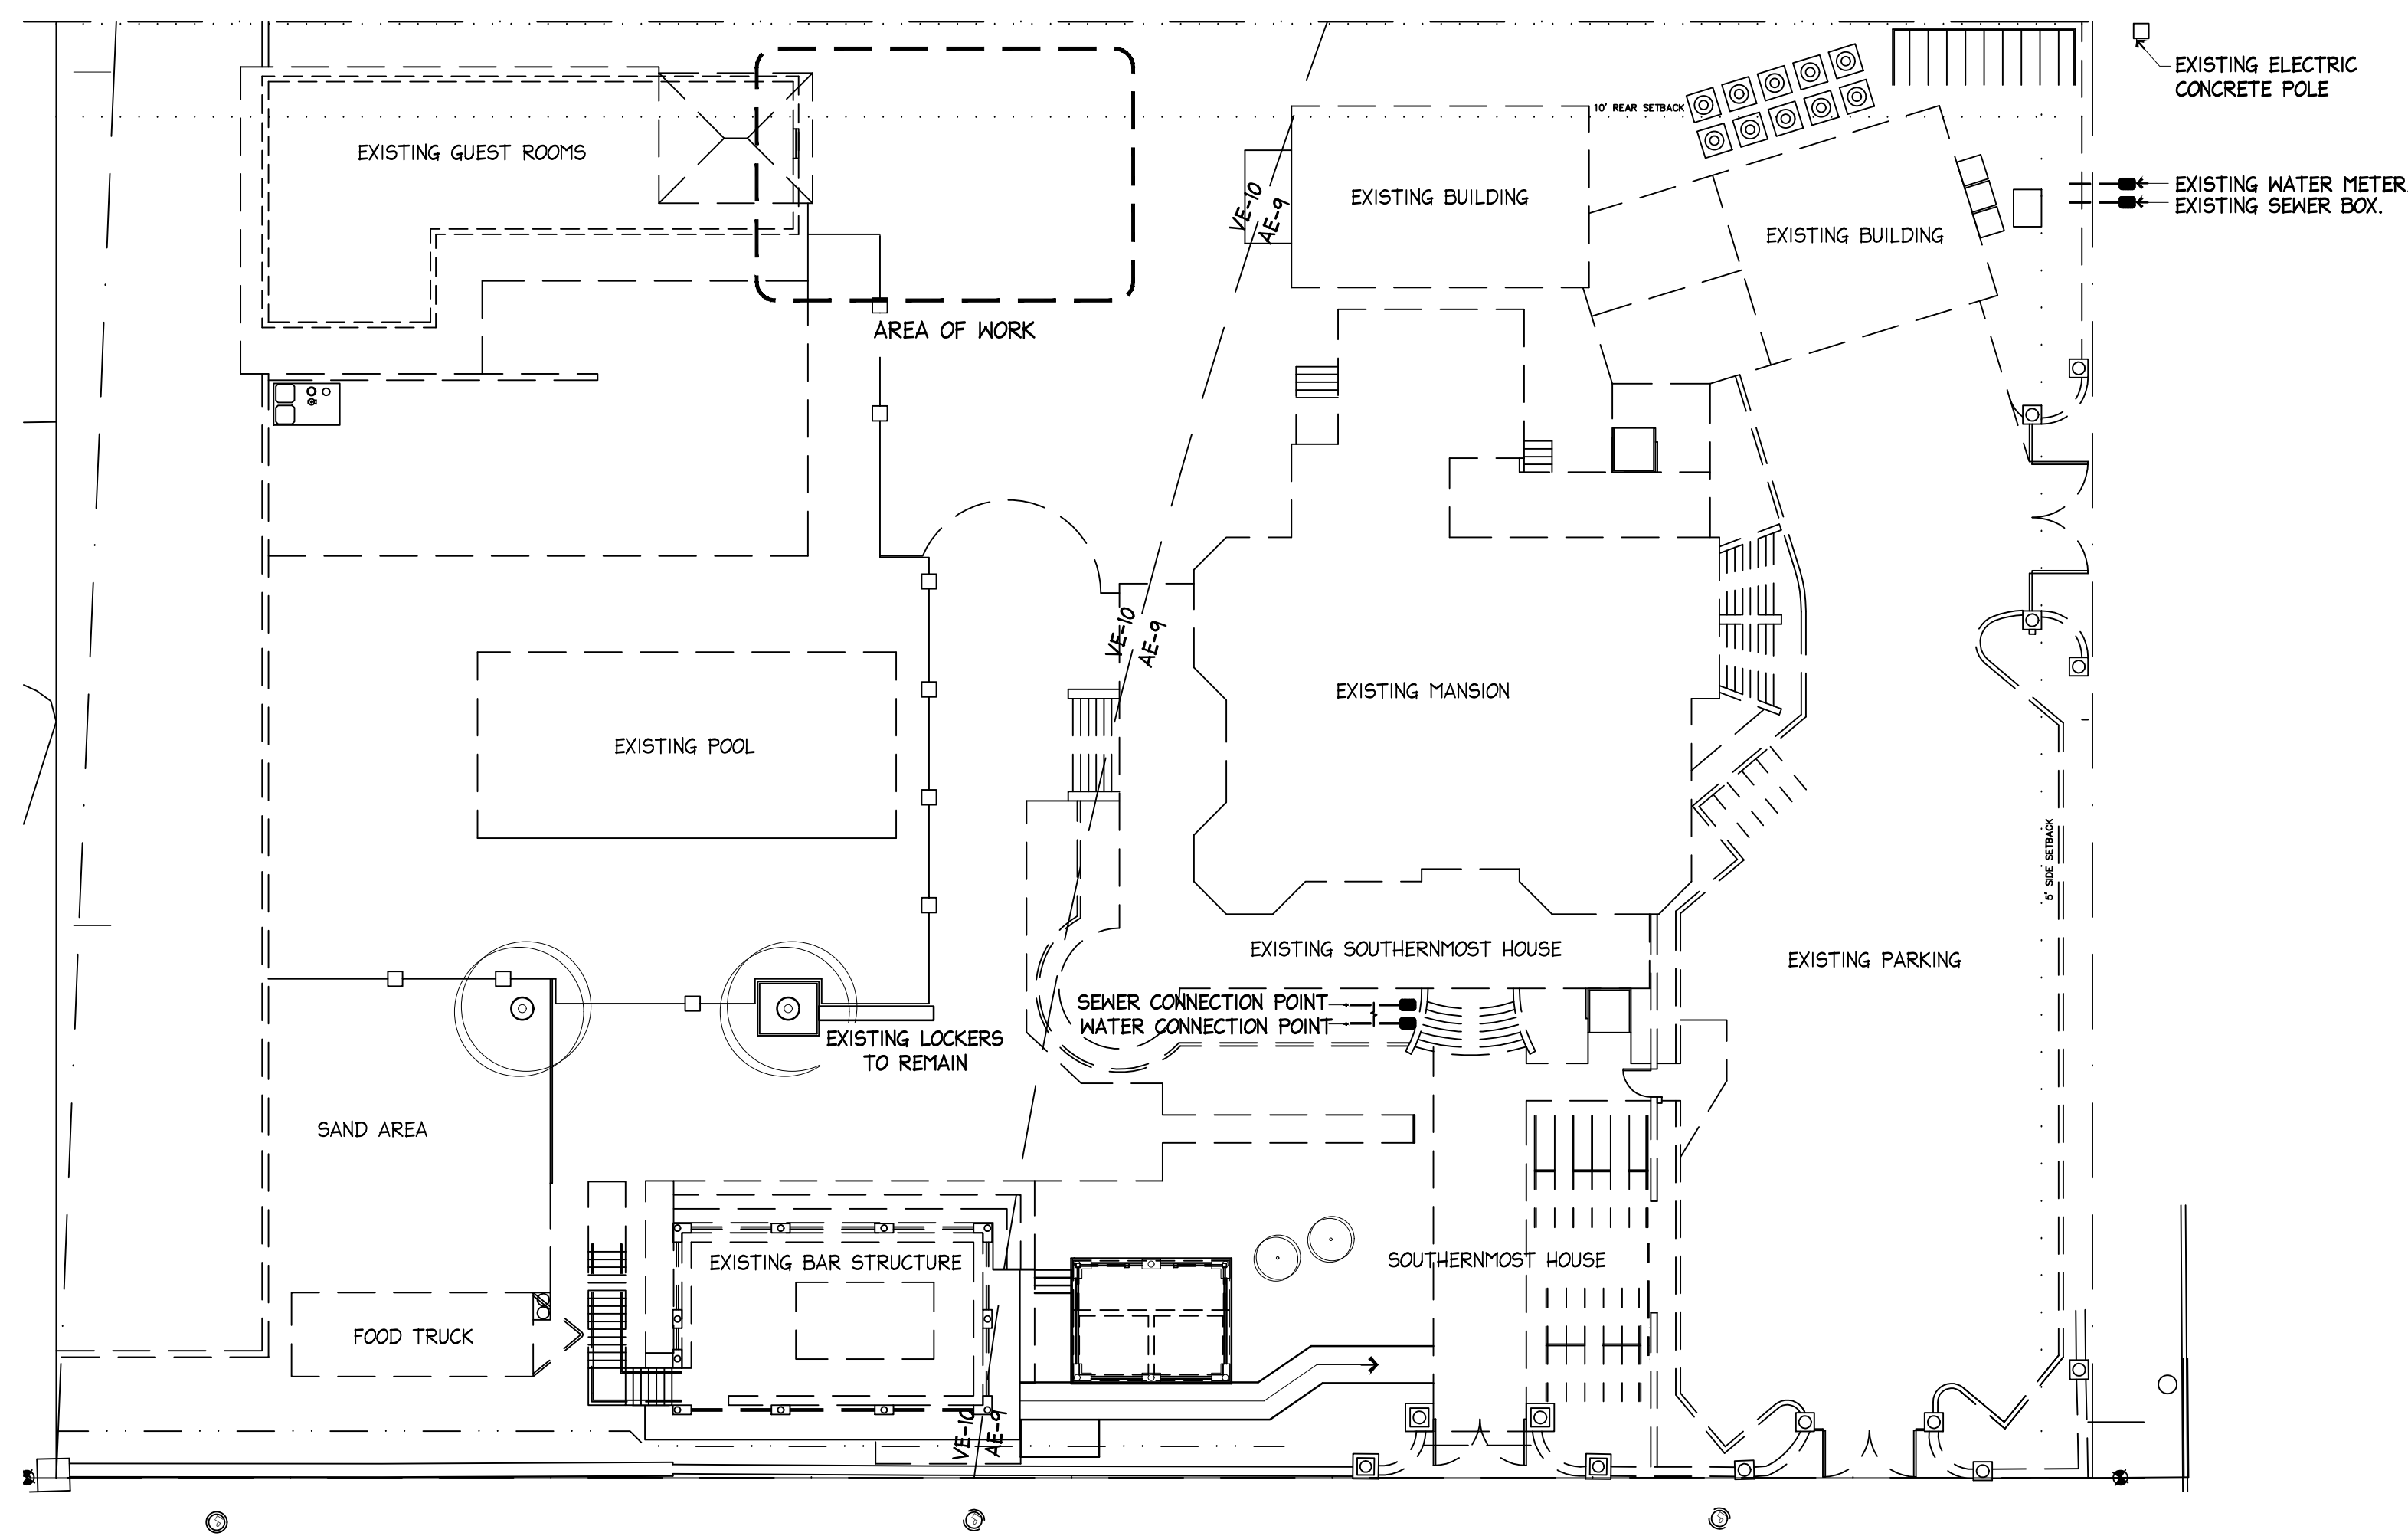 EXISTING ELECTRIC
CONCRETE POLE
10' REAR SETBACK
EXISTING GUEST ROOMS
EXISTING BUILDING
EXISTING WATER METER
EXISTING SEWER BOX.
VE-10
AE-9
EXISTING BUILDING
AREA OF WORK
VE-10
AE-9
EXISTING MANSION
EXISTING POOL
5' SIDE SETBACK
EXISTING SOUTHERNMOST HOUSE
EXISTING PARKING
SEWER CONNECTION POINT
WATER CONNECTION POINT
EXISTING LOCKERS
TO REMAIN
SAND AREA
EXISTING BAR STRUCTURE
SOUTHERNMOST HOUSE
FOOD TRUCK
VE-10
AE-9